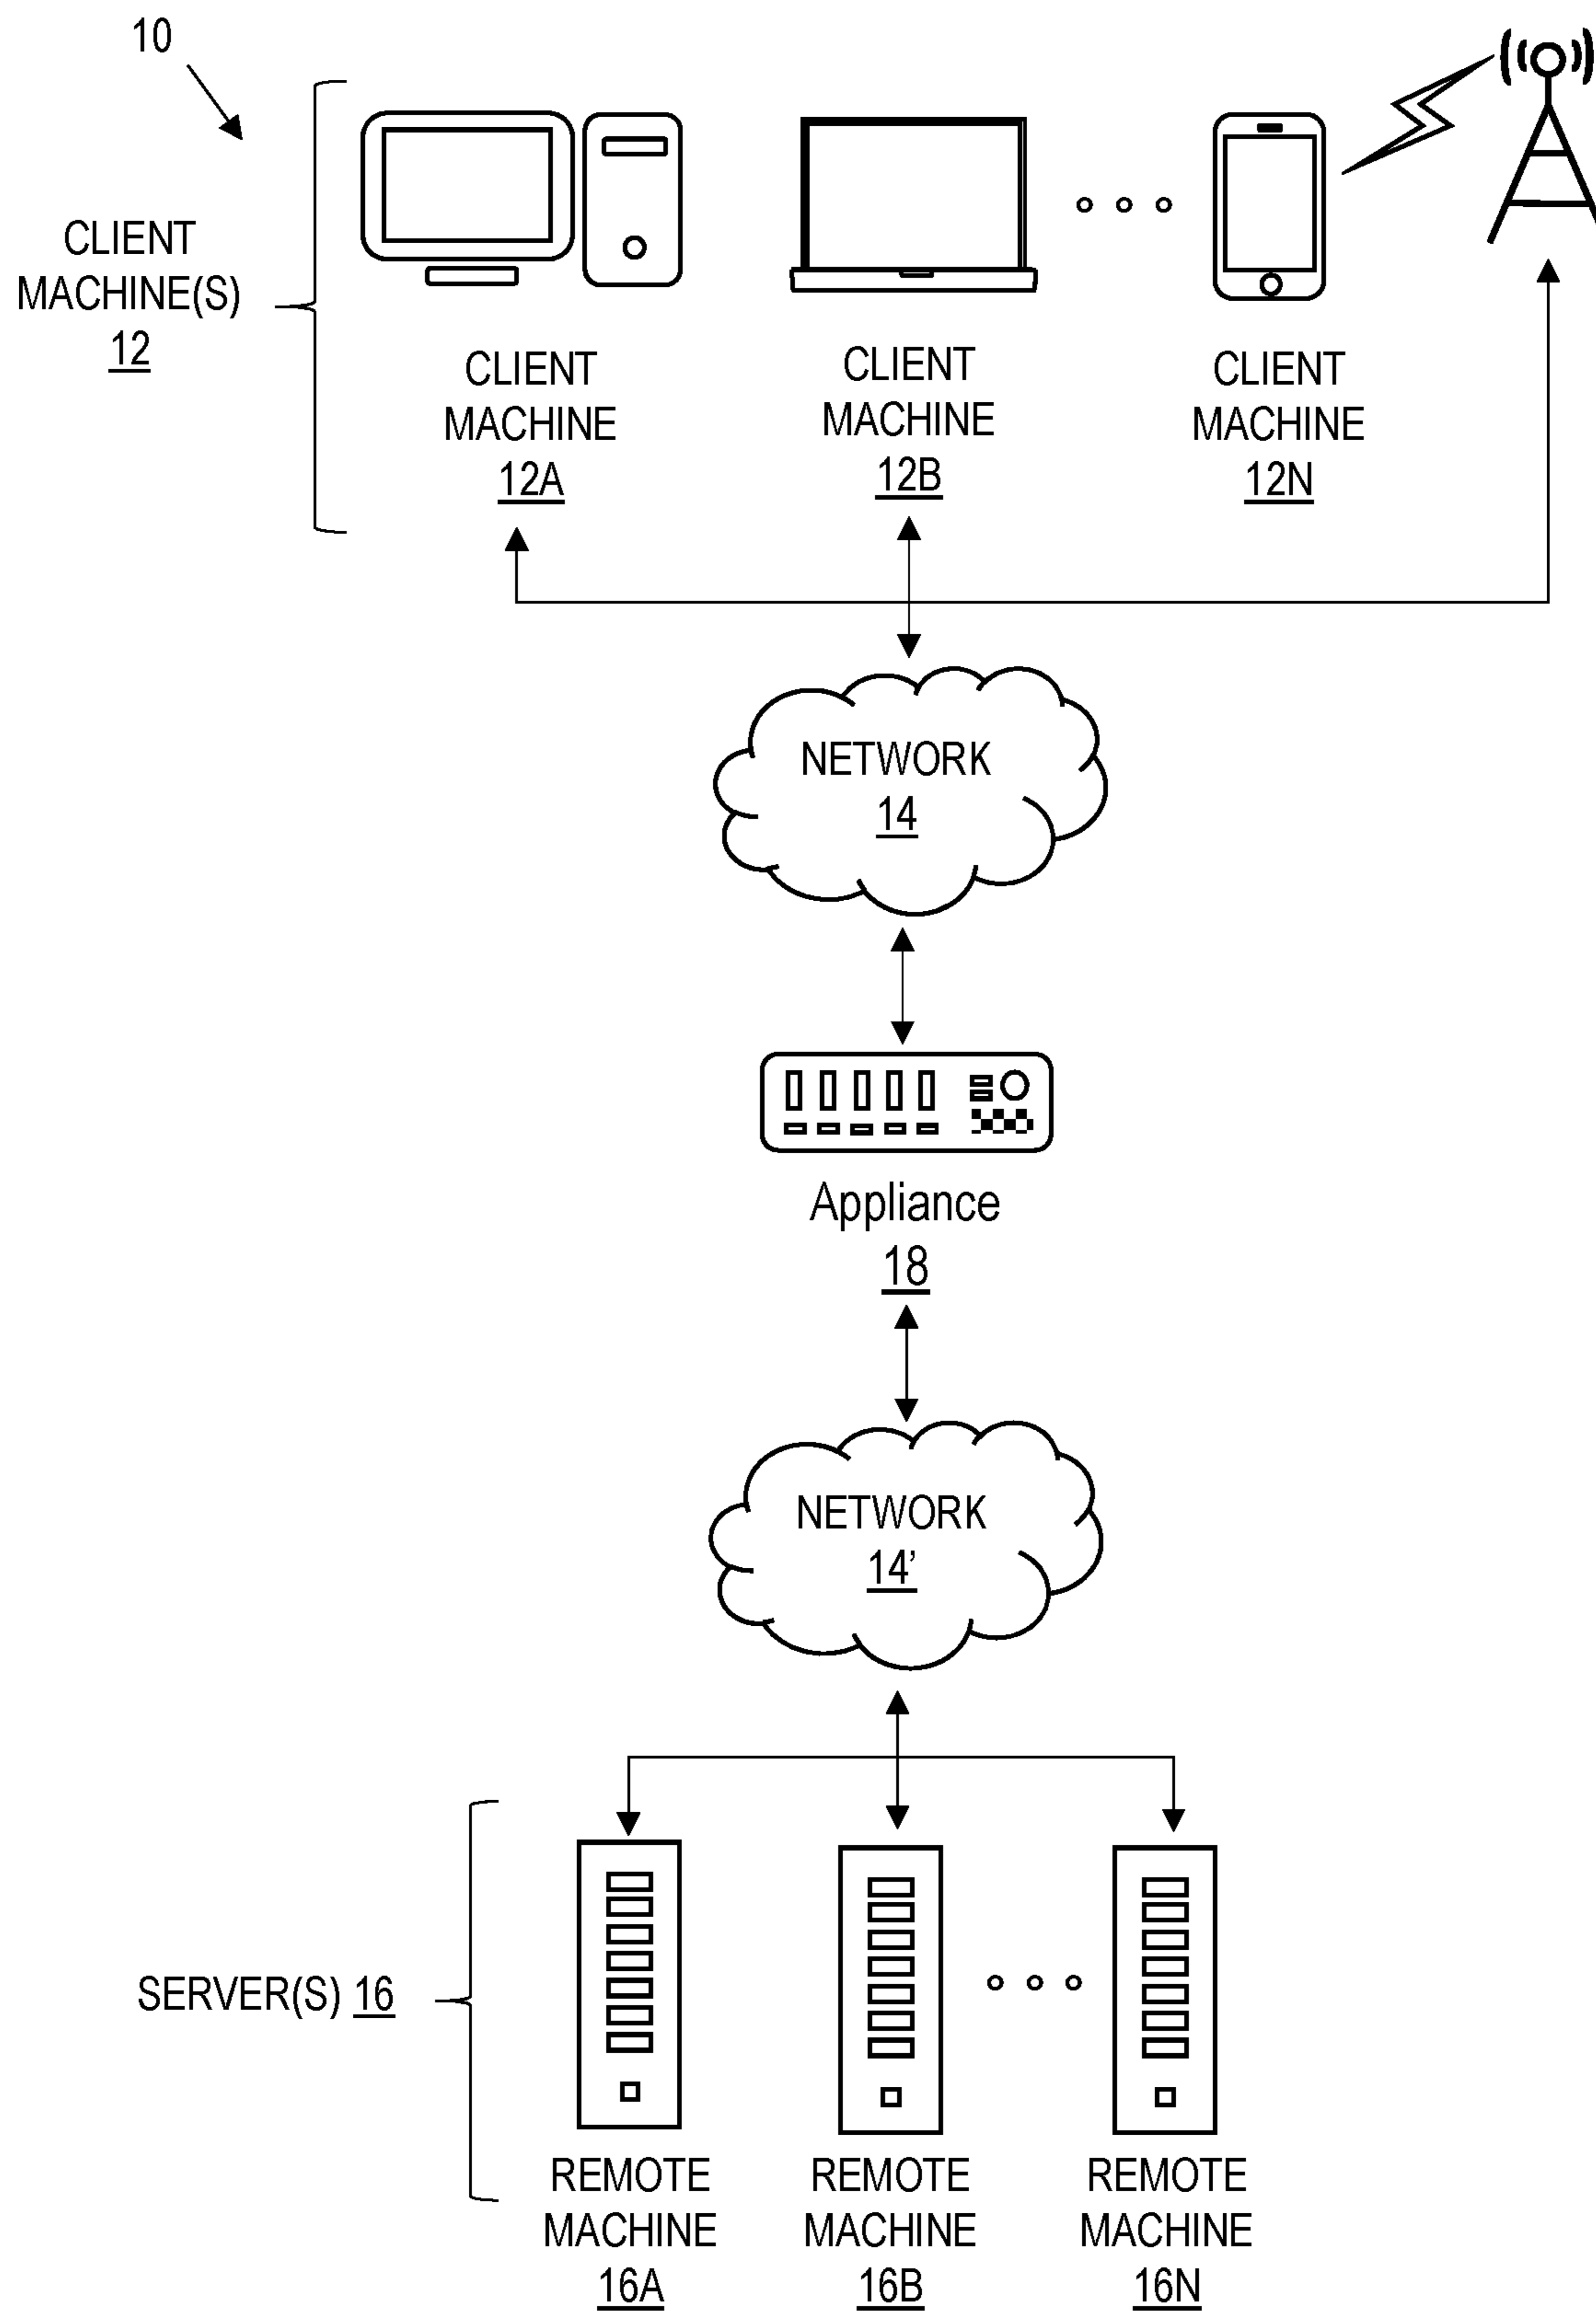 10
CLIENT
MACHINE(S)
12
CLIENT
MACHINE
12A
CLIENT
MACHINE
12B
CLIENT
MACHINE
12N
NETWORK
14
Appliance
18
NETWORK
14’
SERVER(S) 16
REMOTE
MACHINE
16A
REMOTE
MACHINE
16B
REMOTE
MACHINE
16N